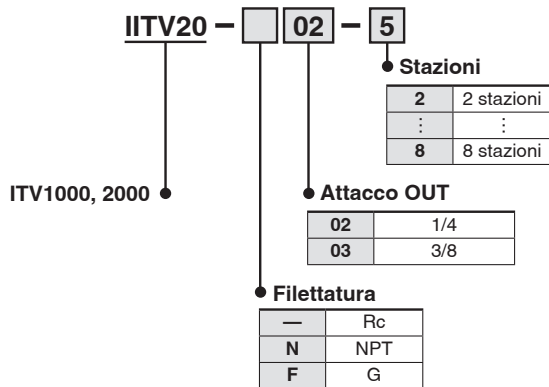 IITV20 – 02 – 5
Stazioni
2 2 stazioni
⋮ ⋮
8 8 stazioni
ITV1000, 2000
Attacco OUT
02 1/4
03 3/8
Filettatura
— Rc
N NPT
F G